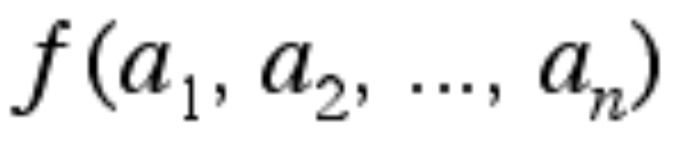 f(a₁, a₂, ..., aₙ)